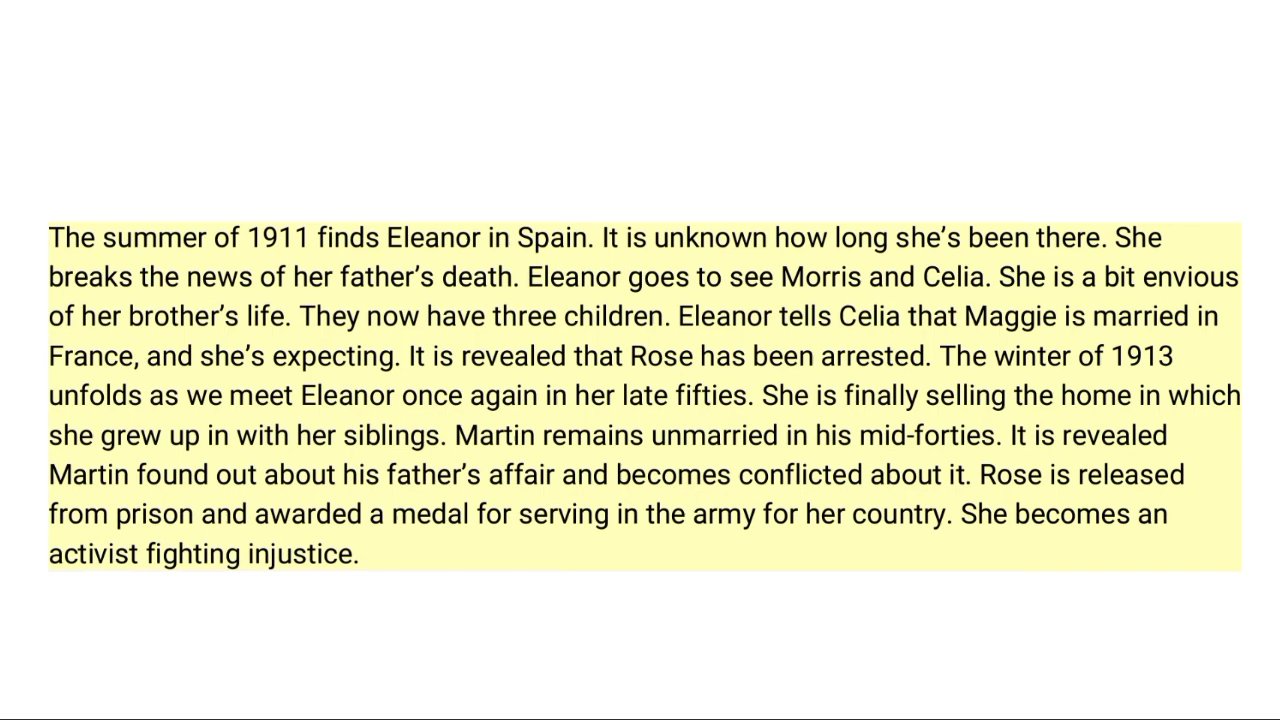 The summer of 1911 finds Eleanor in Spain. It is unknown how long she’s been there. She
breaks the news of her father’s death. Eleanor goes to see Morris and Celia. She is a bit envious
of her brother’s life. They now have three children. Eleanor tells Celia that Maggie is married in
France, and she’s expecting. It is revealed that Rose has been arrested. The winter of 1913
unfolds as we meet Eleanor once again in her late fifties. She is finally selling the home in which
she grew up in with her siblings. Martin remains unmarried in his mid-forties. It is revealed
Martin found out about his father’s affair and becomes conflicted about it. Rose is released
from prison and awarded a medal for serving in the army for her country. She becomes an
activist fighting injustice.